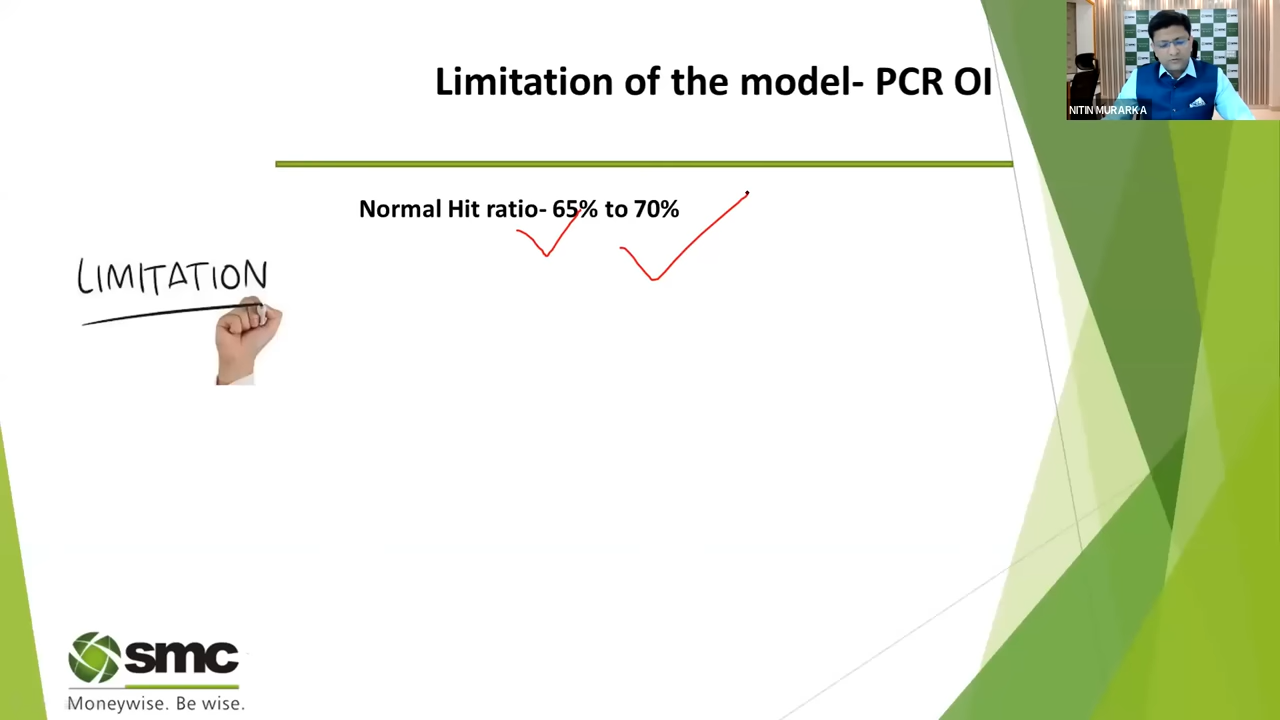 Limitation of the model- PCR OI
NITIN MURARKA
Normal Hit ratio- 65% to 70%
LIMITATION
smc
Moneywise. Be wise.